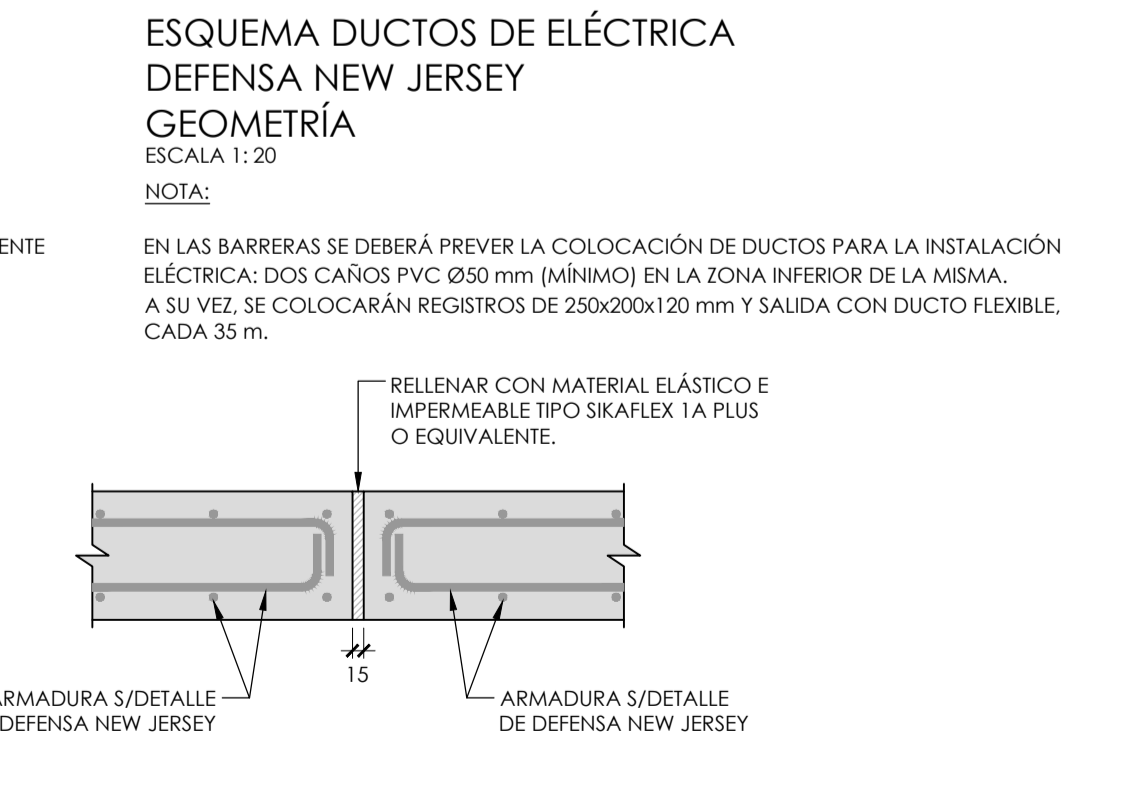 ESQUEMA DUCTOS DE ELÉCTRICA
DEFENSA NEW JERSEY
GEOMETRÍA
ESCALA 1: 20
NOTA:
ENTE
EN LAS BARRERAS SE DEBERÁ PREVER LA COLOCACIÓN DE DUCTOS PARA LA INSTALACIÓN
ELÉCTRICA: DOS CAÑOS PVC Ø50 mm (MÍNIMO) EN LA ZONA INFERIOR DE LA MISMA.
A SU VEZ, SE COLOCARÁN REGISTROS DE 250x200x120 mm Y SALIDA CON DUCTO FLEXIBLE,
CADA 35 m.
RELLENAR CON MATERIAL ELÁSTICO E
IMPERMEABLE TIPO SIKAFLEX 1A PLUS
O EQUIVALENTE.
15
ARMADURA S/DETALLE
DEFENSA NEW JERSEY
ARMADURA S/DETALLE
DE DEFENSA NEW JERSEY